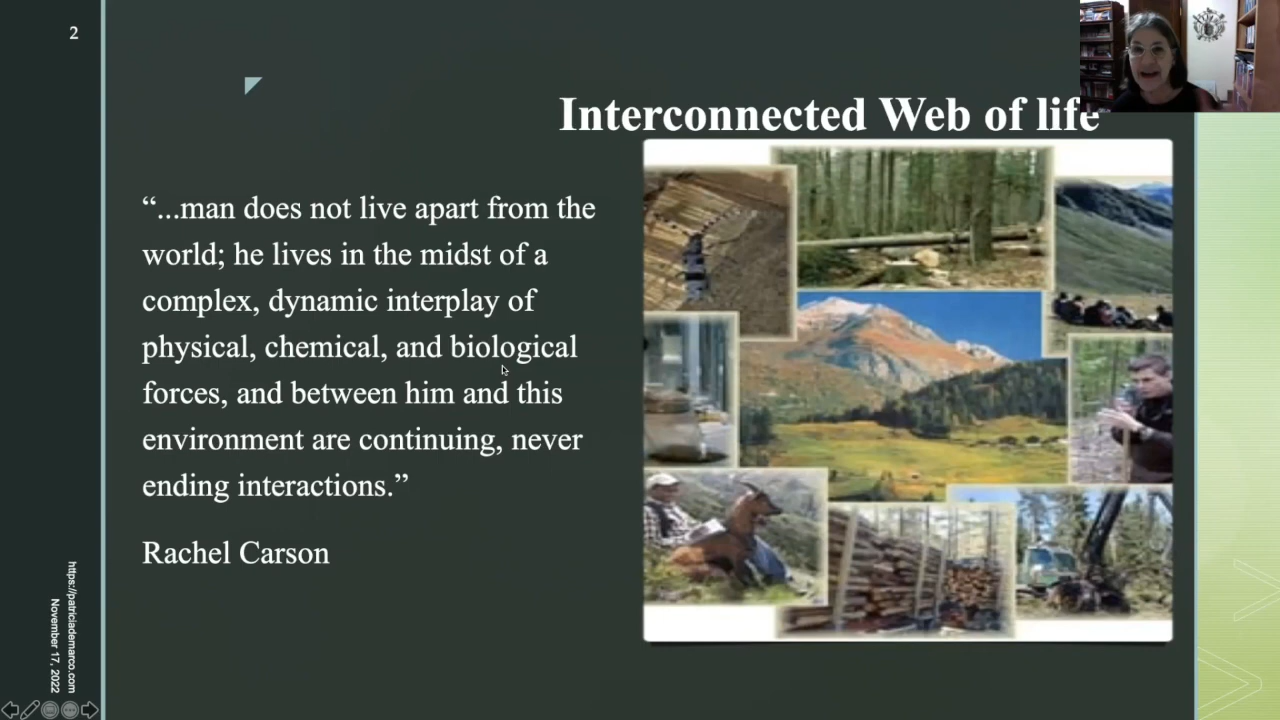 2
Interconnected Web of life
“...man does not live apart from the
world; he lives in the midst of a
complex, dynamic interplay of
physical, chemical, and biological
forces, and between him and this
environment are continuing, never
ending interactions.”
Rachel Carson
https://patriciademarco.com
November 17, 2022